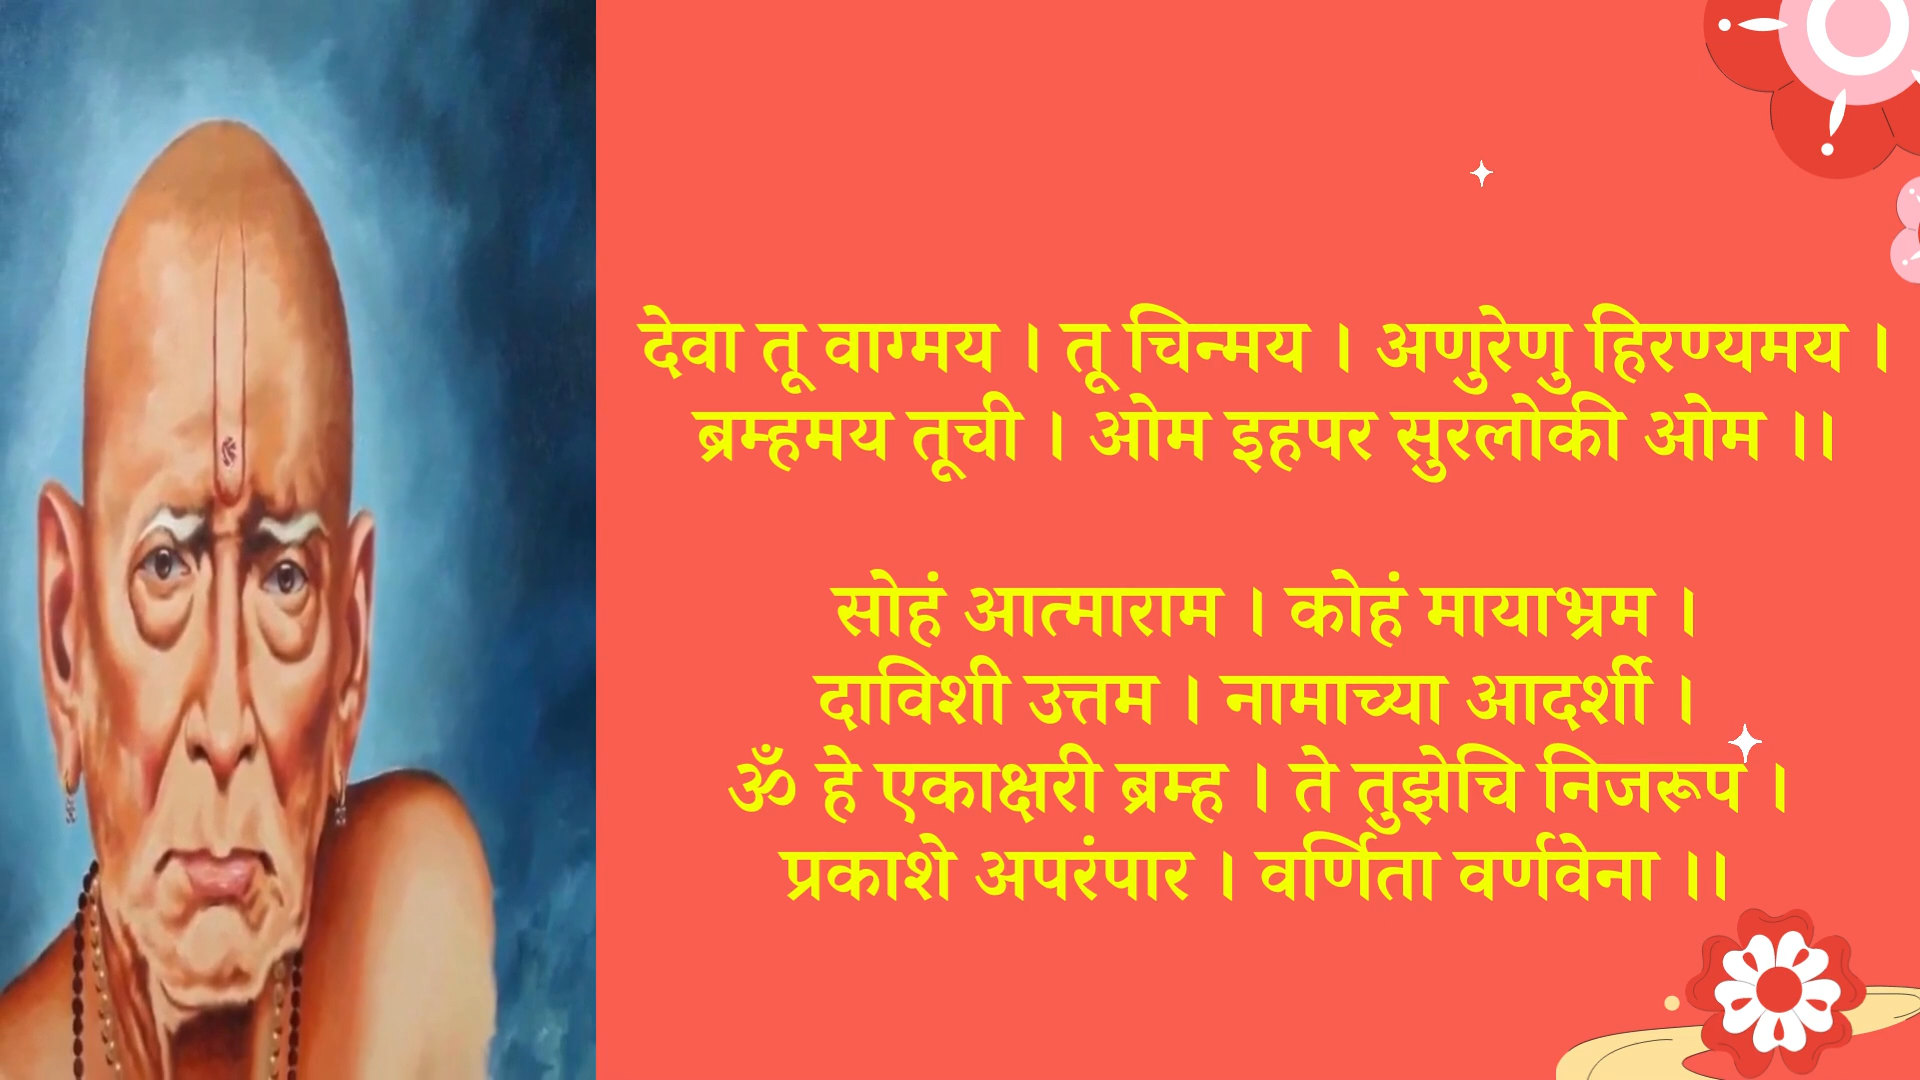 देवा तू वाग्मय । तू चिन्मय । अणुरेणु हिरण्यमय ।
ब्रम्हमय तूची । ओम इहपर सुरलोकी ओम ।।
सोहं आत्माराम । कोहं मायाभ्रम ।
दाविशी उत्तम । नामाच्या आदर्शी ।
ॐ हे एकाक्षरी ब्रम्ह । ते तुझेचि निजरूप ।
प्रकाशे अपरंपार । वर्णिता वर्णवेना ।।